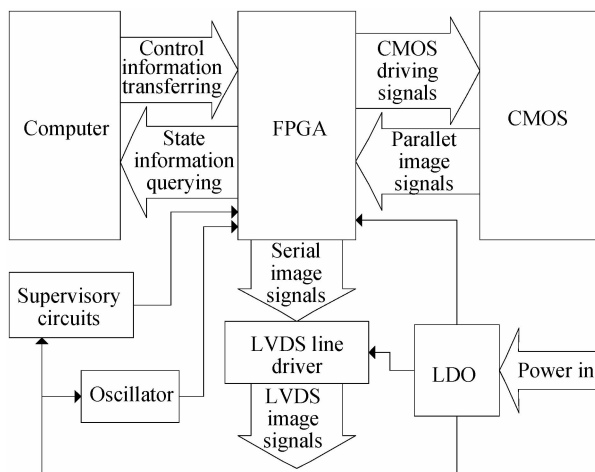 Computer
Control
information
transferring
State
information
querying
FPGA
CMOS
driving
signals
Parallet
image
signals
CMOS
Serial
image
signals
Supervisory
circuits
Oscillator
LVDS line
driver
LDO
Power in
LVDS
image
signals